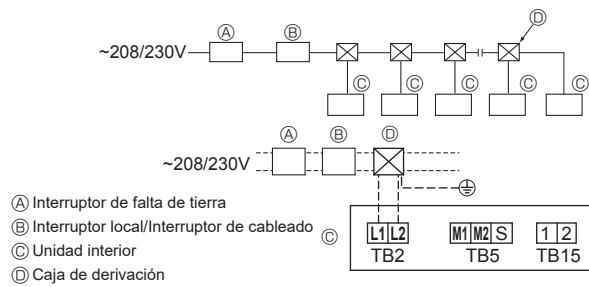 Ⓐ Ⓑ Ⓓ
~208/230V
Ⓒ Ⓒ Ⓒ Ⓒ Ⓒ
Ⓐ Ⓑ Ⓓ
~208/230V
Ⓐ Interruptor de falta de tierra
Ⓑ Interruptor local/Interruptor de cableado
Ⓒ Unidad interior
Ⓓ Caja de derivación
Ⓒ
L1 L2 M1 M2 S 1 2
TB2 TB5 TB15